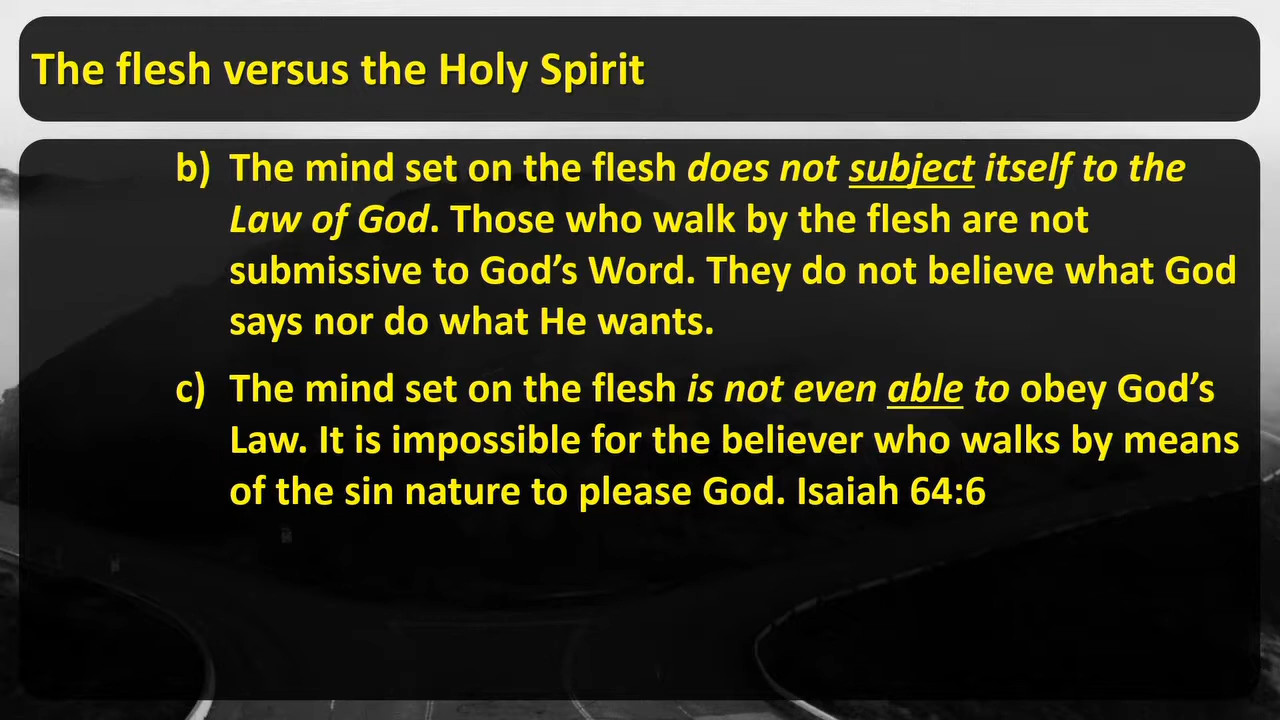 The flesh versus the Holy Spirit
b) The mind set on the flesh does not subject itself to the
Law of God. Those who walk by the flesh are not
submissive to God’s Word. They do not believe what God
says nor do what He wants.
c) The mind set on the flesh is not even able to obey God’s
Law. It is impossible for the believer who walks by means
of the sin nature to please God. Isaiah 64:6